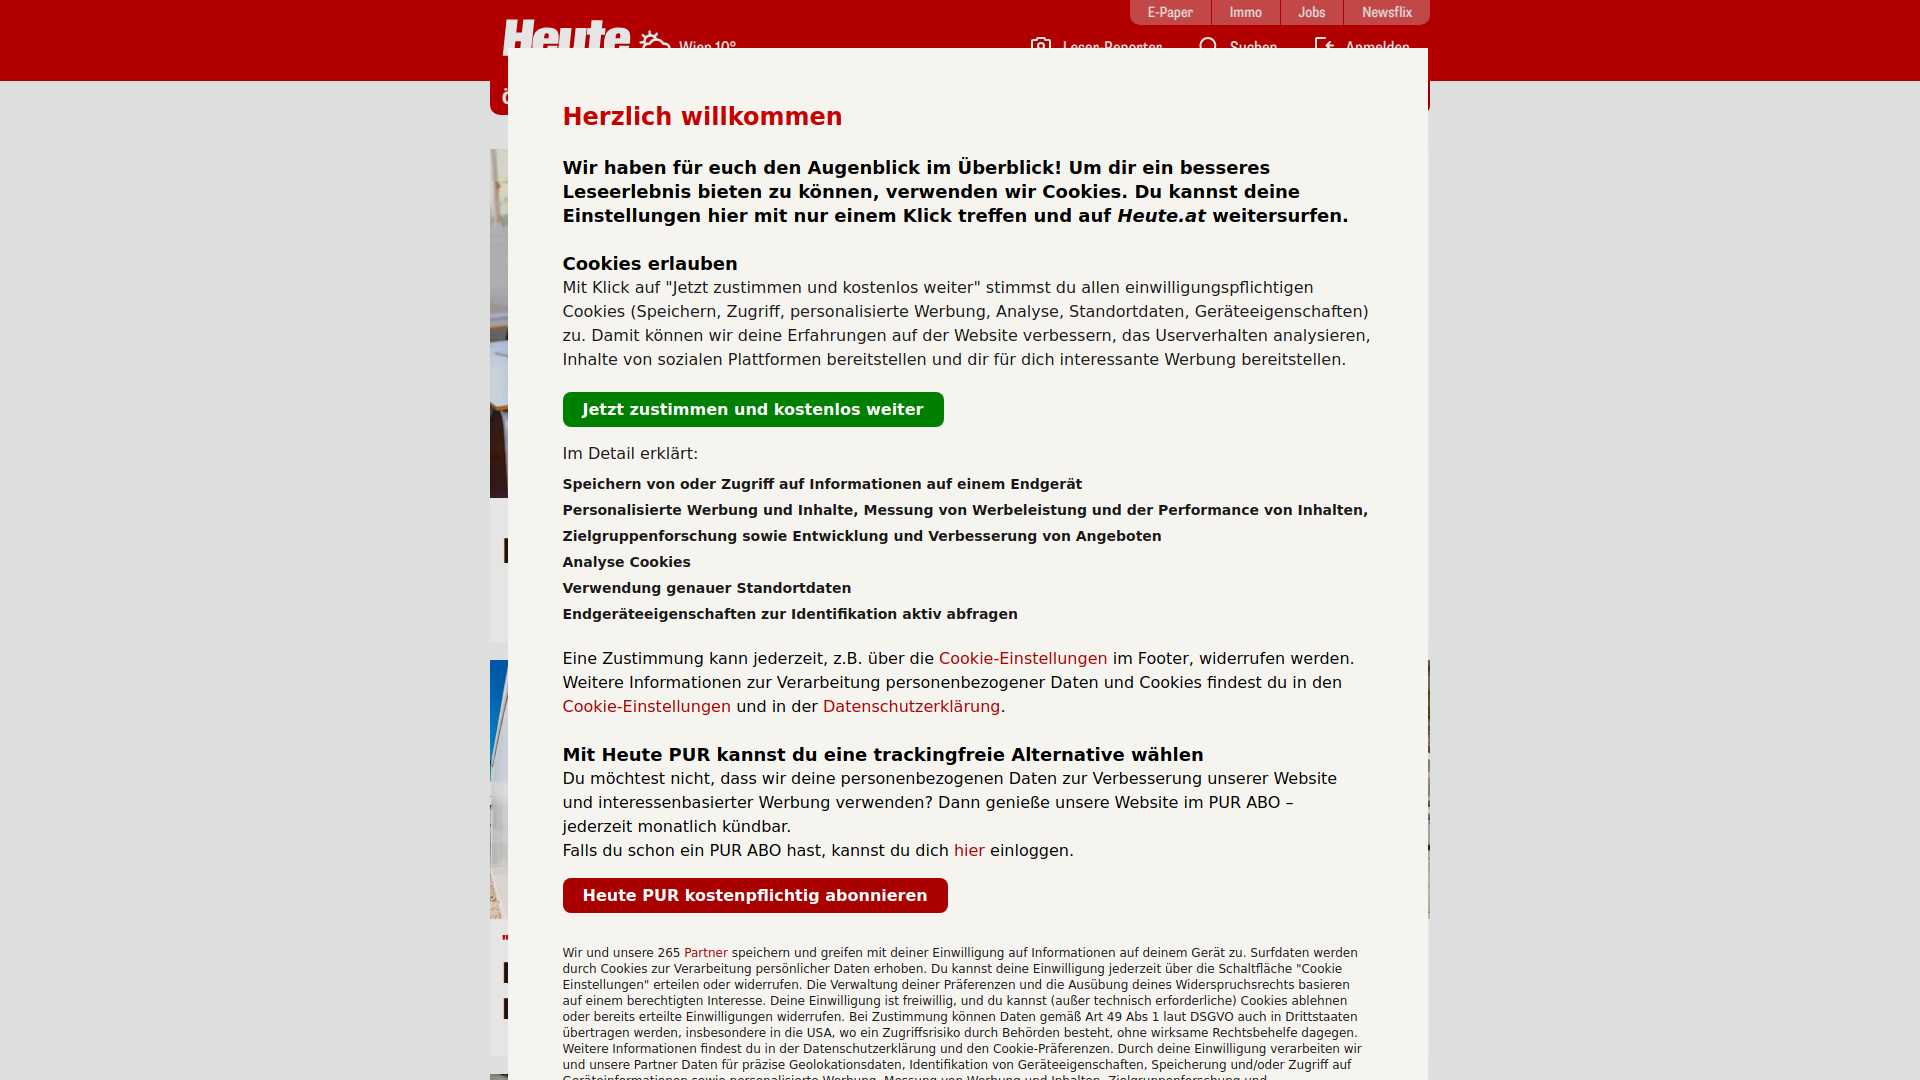 E-Paper
Immo
Jobs
Newsflix
Heute
Wien 10°
Leser-Reporter
Suchen
Anmelden
Herzlich willkommen
Wir haben für euch den Augenblick im Überblick! Um dir ein besseres
Leseerlebnis bieten zu können, verwenden wir Cookies. Du kannst deine
Einstellungen hier mit nur einem Klick treffen und auf Heute.at weitersurfen.
Cookies erlauben
Mit Klick auf "Jetzt zustimmen und kostenlos weiter" stimmst du allen einwilligungspflichtigen
Cookies (Speichern, Zugriff, personalisierte Werbung, Analyse, Standortdaten, Geräteeigenschaften)
zu. Damit können wir deine Erfahrungen auf der Website verbessern, das Userverhalten analysieren,
Inhalte von sozialen Plattformen bereitstellen und dir für dich interessante Werbung bereitstellen.
Jetzt zustimmen und kostenlos weiter
Im Detail erklärt:
Speichern von oder Zugriff auf Informationen auf einem Endgerät
Personalisierte Werbung und Inhalte, Messung von Werbeleistung und der Performance von Inhalten,
Zielgruppenforschung sowie Entwicklung und Verbesserung von Angeboten
Analyse Cookies
Verwendung genauer Standortdaten
Endgeräteeigenschaften zur Identifikation aktiv abfragen
Eine Zustimmung kann jederzeit, z.B. über die Cookie-Einstellungen im Footer, widerrufen werden.
Weitere Informationen zur Verarbeitung personenbezogener Daten und Cookies findest du in den
Cookie-Einstellungen und in der Datenschutzerklärung.
Mit Heute PUR kannst du eine trackingfreie Alternative wählen
Du möchtest nicht, dass wir deine personenbezogenen Daten zur Verbesserung unserer Website
und interessenbasierter Werbung verwenden? Dann genieße unsere Website im PUR ABO –
jederzeit monatlich kündbar.
Falls du schon ein PUR ABO hast, kannst du dich hier einloggen.
Heute PUR kostenpflichtig abonnieren
Wir und unsere 265 Partner speichern und greifen mit deiner Einwilligung auf Informationen auf deinem Gerät zu. Surfdaten werden
durch Cookies zur Verarbeitung persönlicher Daten erhoben. Du kannst deine Einwilligung jederzeit über die Schaltfläche "Cookie
Einstellungen" erteilen oder widerrufen. Die Verwaltung deiner Präferenzen und die Ausübung deines Widerspruchsrechts basieren
auf einem berechtigten Interesse. Deine Einwilligung ist freiwillig, und du kannst (außer technisch erforderliche) Cookies ablehnen
oder bereits erteilte Einwilligungen widerrufen. Bei Zustimmung können Daten gemäß Art 49 Abs 1 laut DSGVO auch in Drittstaaten
übertragen werden, insbesondere in die USA, wo ein Zugriffsrisiko durch Behörden besteht, ohne wirksame Rechtsbehelfe dagegen.
Weitere Informationen findest du in der Datenschutzerklärung und den Cookie-Präferenzen. Durch deine Einwilligung verarbeiten wir
und unsere Partner Daten für präzise Geolokationsdaten, Identifikation von Geräteeigenschaften, Speicherung und/oder Zugriff auf
Geräteinformationen sowie personalisierte Werbung, Messung von Werbung und Inhalten, Zielgruppenforschung und